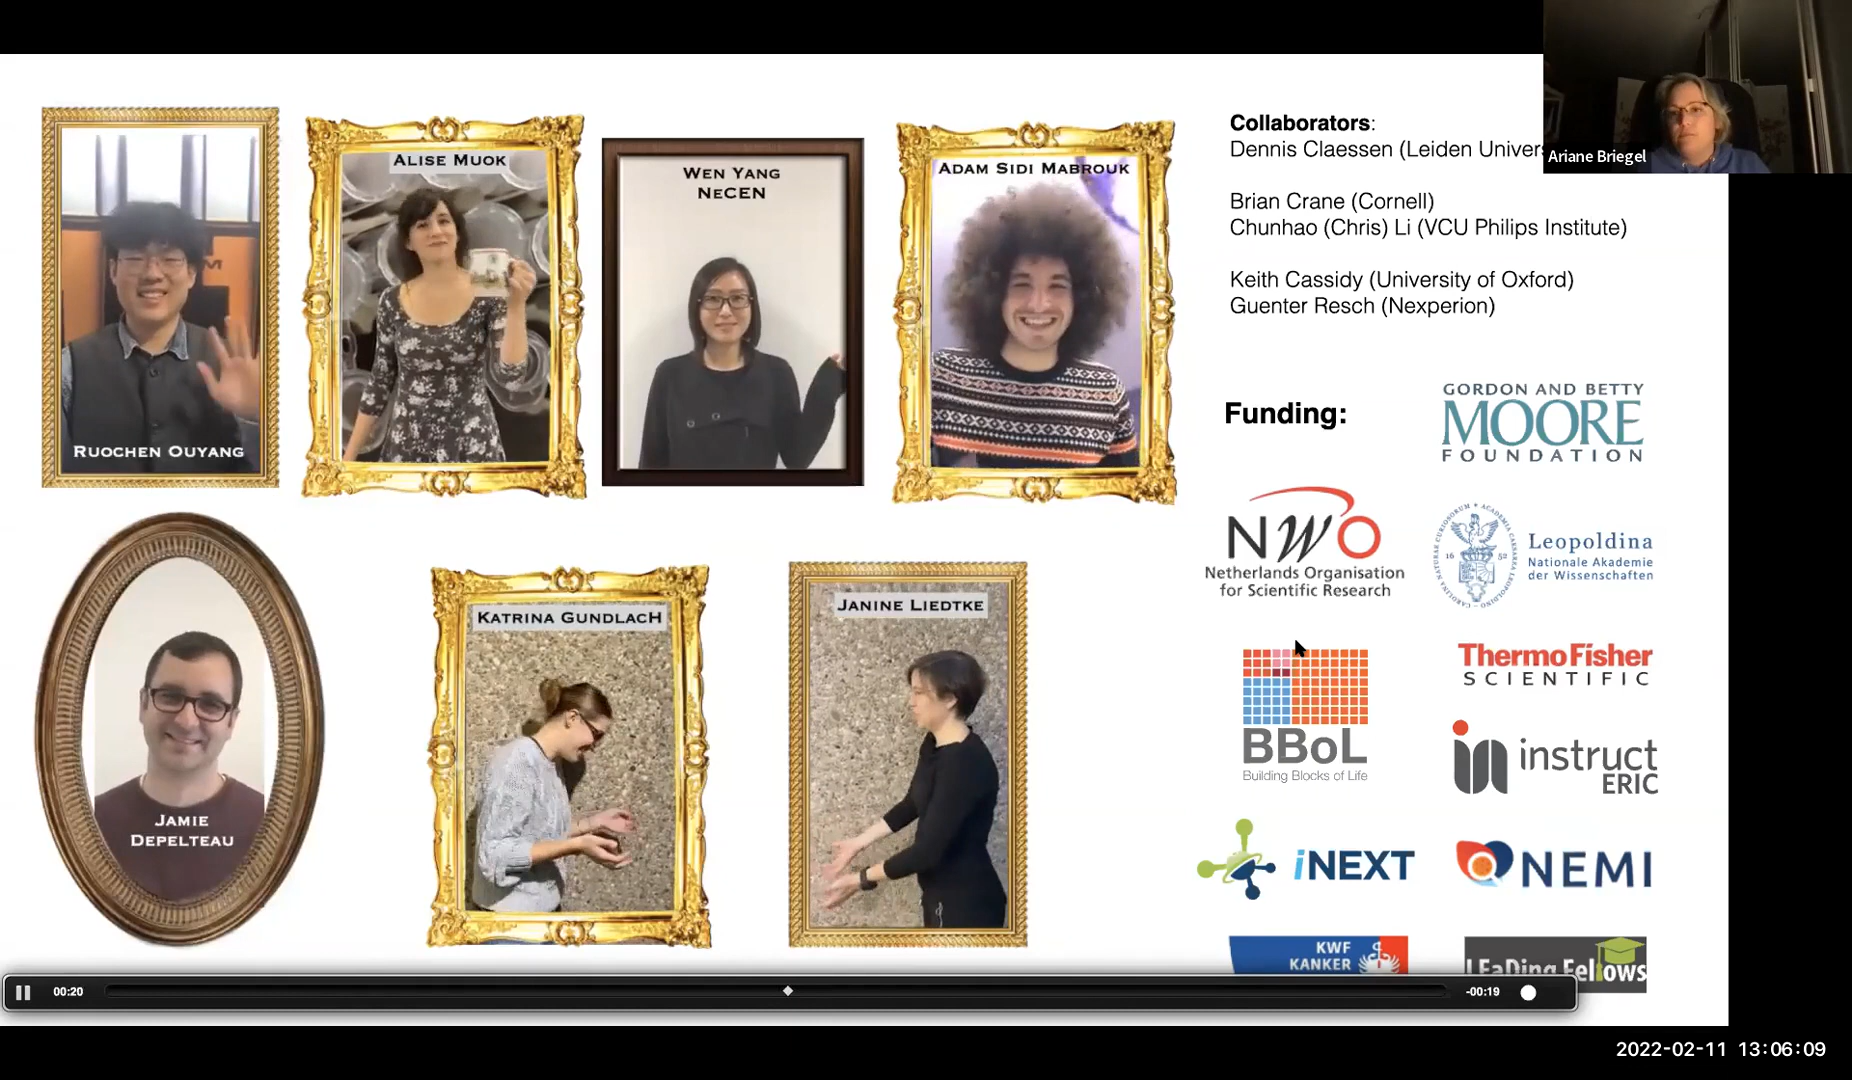 RUOCHEN OUYANG
ALISE MUOK
WEN YANG
NECEN
ADAM SIDI MABROUK
JAMIE
DEPELTEAU
KATRINA GUNDLACH
JANINE LIEDTKE
Collaborators:
Dennis Claessen (Leiden
Brian Crane (Cornell)
Chunhao (Chris) Li (VCU Philips Institute)
Keith Cassidy (University of Oxford)
Guenter Resch (Nexperion)
Ariane Briegel
Funding:
GORDON AND BETTY
MOORE
FOUNDATION
NWO
Netherlands Organisation
for Scientific Research
16 52
Leopoldina
Nationale Akademie
der Wissenschaften
BBoL
Building Blocks of Life
ThermoFisher
SCIENTIFIC
instruct
ERIC
iNEXT
NEMI
KWF
KANKER
LEaDing Fellows
00:20
-00:19
2022-02-11 13:06:09